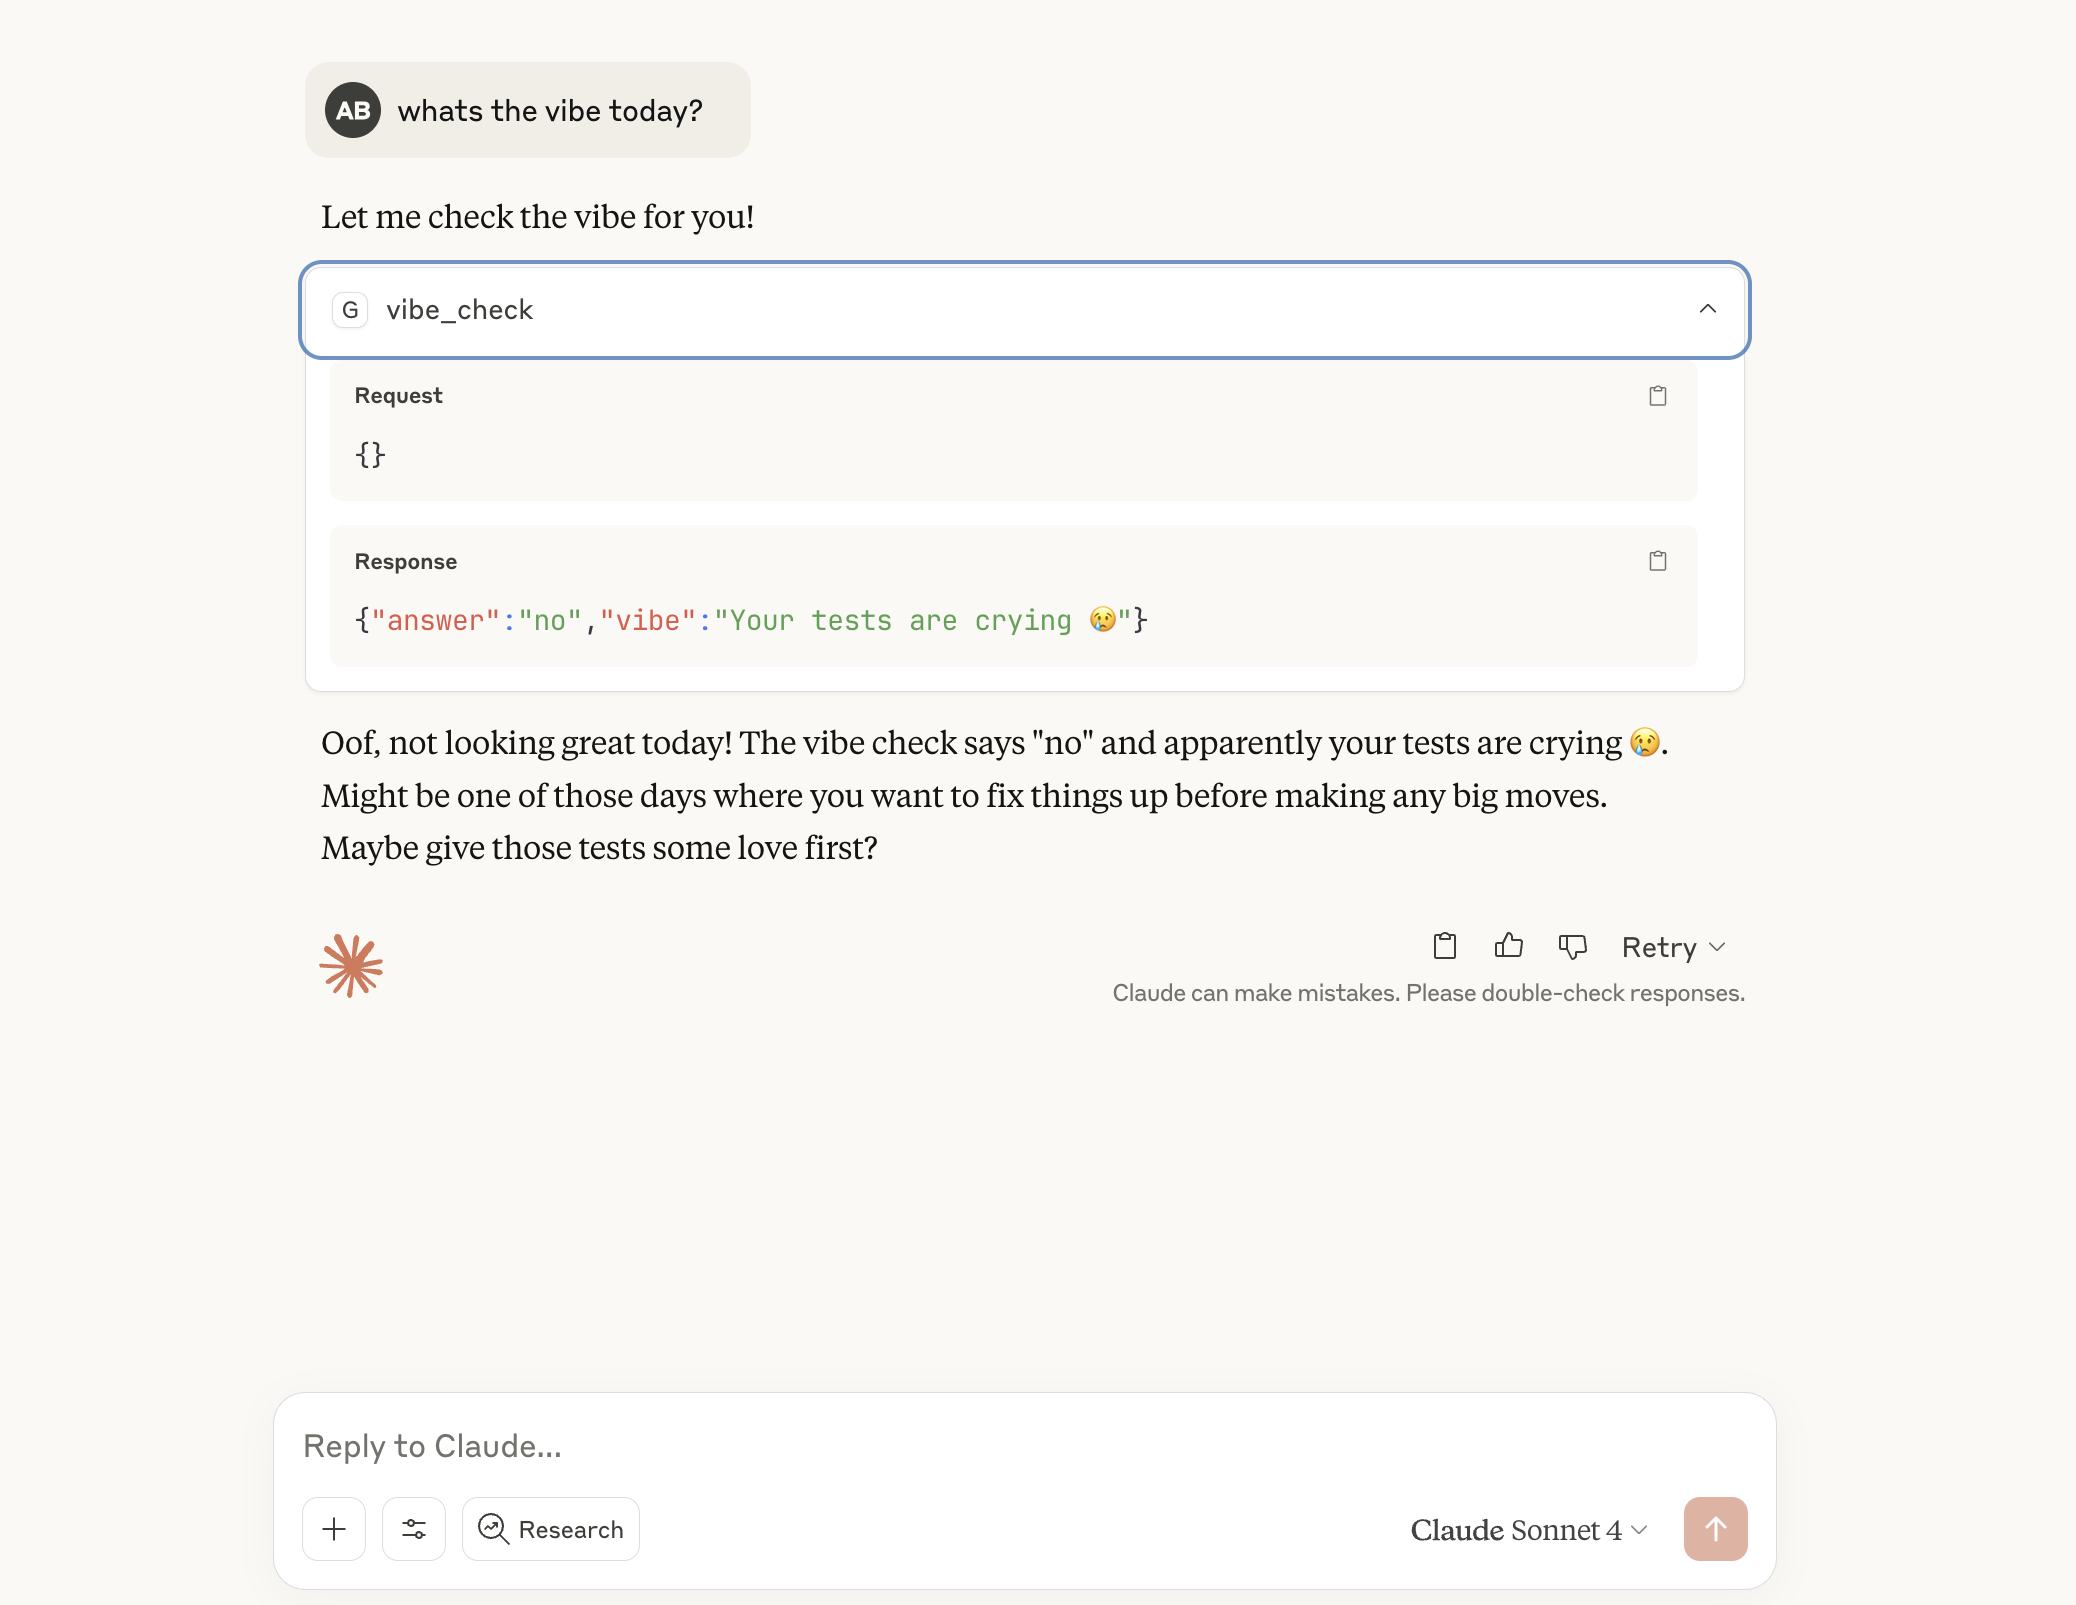 AB whats the vibe today?
Let me check the vibe for you!
G vibe_check
Request
{}
Response
{"answer":"no","vibe":"Your tests are crying 😢"}
Oof, not looking great today! The vibe check says "no" and apparently your tests are crying 😢.
Might be one of those days where you want to fix things up before making any big moves.
Maybe give those tests some love first?
Retry
Claude can make mistakes. Please double-check responses.
Reply to Claude...
Research
Claude Sonnet 4